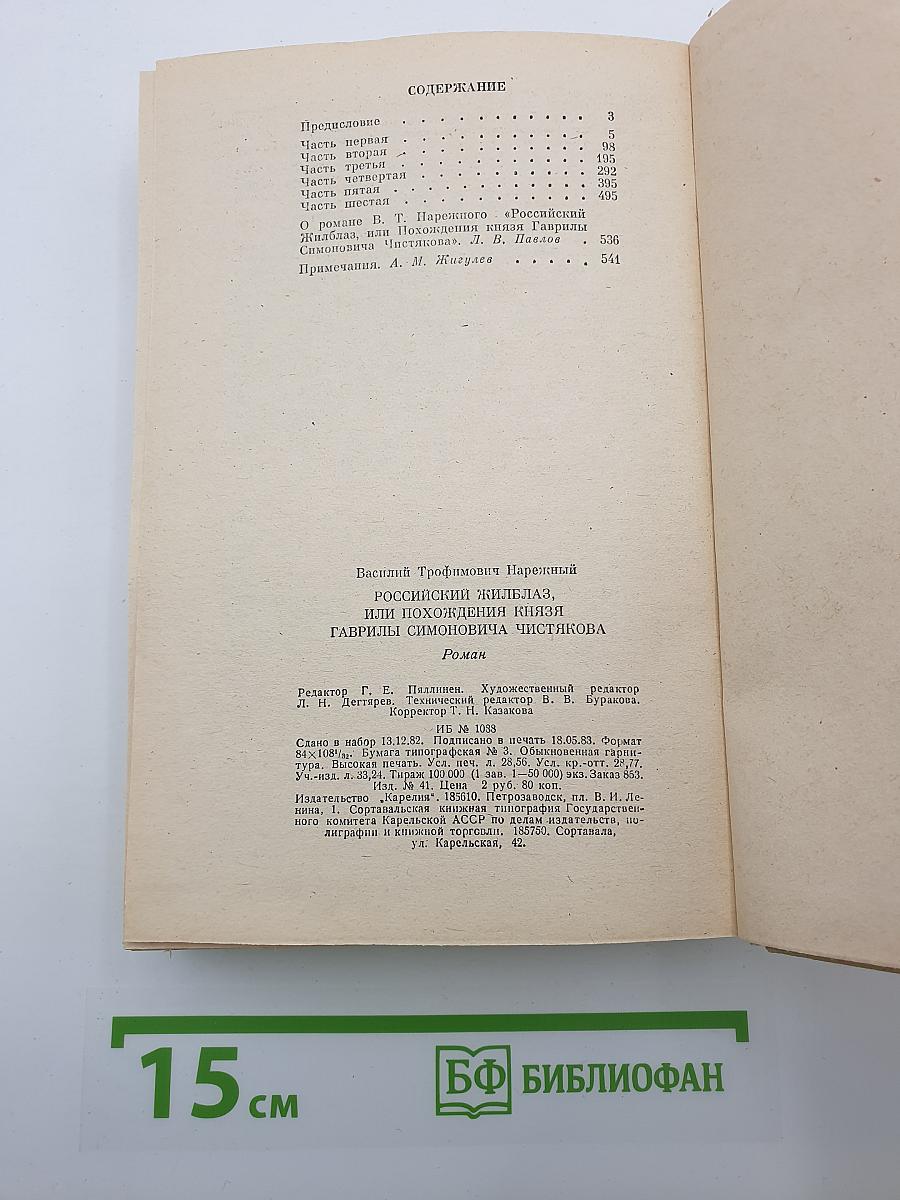 СОДЕРЖАНИЕ
Предисловие . . . . . . . . . . . 3
Часть первая . . . . . . . . . . . 5
Часть вторая . . . . . . . . . . . 98
Часть третья . . . . . . . . . . . 195
Часть четвертая . . . . . . . . . . 292
Часть пятая . . . . . . . . . . . 395
Часть шестая . . . . . . . . . . . 495
О романе В. Т. Нарежного «Российский
Жилблаз, или Похождения князя Гаврилы
Симоновича Чистякова». Л. В. Павлов . 536
Примечания. А. М. Жигулев . . . . . 541
Василий Трофимович Нарежный
РОССИЙСКИЙ ЖИЛБЛАЗ,
ИЛИ ПОХОЖДЕНИЯ КНЯЗЯ
ГАВРИЛЫ СИМОНОВИЧА ЧИСТЯКОВА
Роман
Редактор Г. Е. Пяллинен. Художественный редактор
Л. Н. Дегтярев. Технический редактор В. В. Буракова.
Корректор Т. Н. Казакова
ИБ № 1038
Сдано в набор 13.12.82. Подписано в печать 18.05.83. Формат
84×108¹/₃₂. Бумага типографская № 3. Обыкновенная гарни-
тура. Высокая печать. Усл. печ. л. 28,56. Усл. кр.-отт. 28,77.
Уч.-изд. л. 33,24. Тираж 100 000 (1 зав. 1—50 000) экз. Заказ 853.
Изд. № 41. Цена 2 руб. 80 коп.
Издательство „Карелия“. 185610. Петрозаводск, пл. В. И. Ле-
нина, 1. Сортавальская книжная типография Государствен-
ного комитета Карельской АССР по делам издательств, по-
лиграфии и книжной торговли. 185750. Сортавала,
ул. Карельская, 42.
15 см
БФ БИБЛИОФАН